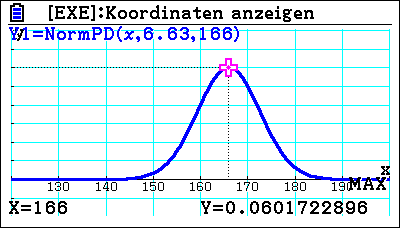 [EXE]:Koordinaten anzeigen
Y1=NormPD(x,6.63,166)
y
x
130 140 150 160 170 180 190
MAX
X=166 Y=0.0601722896